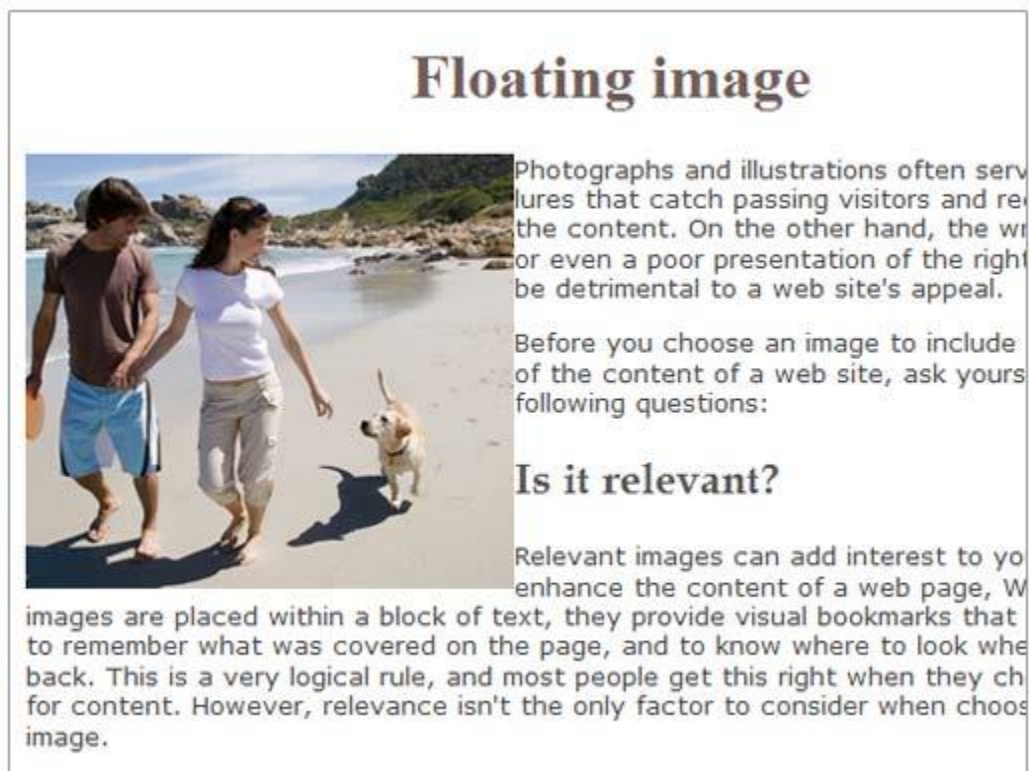 Floating image
Photographs and illustrations often serv
lures that catch passing visitors and
the content. On the other hand, the
or even a poor presentation of the right
be detrimental to a web site's appeal.
Before you choose an image to include
of the content of a web site, ask yours
following questions:
Is it relevant?
Relevant images can add interest to yo
enhance the content of a web page, W
images are placed within a block of text, they provide visual bookmarks that
to remember what was covered on the page, and to know where to look whe
back. This is a very logical rule, and most people get this right when they ch
for content. However, relevance isn't the only factor to consider when choos
image.